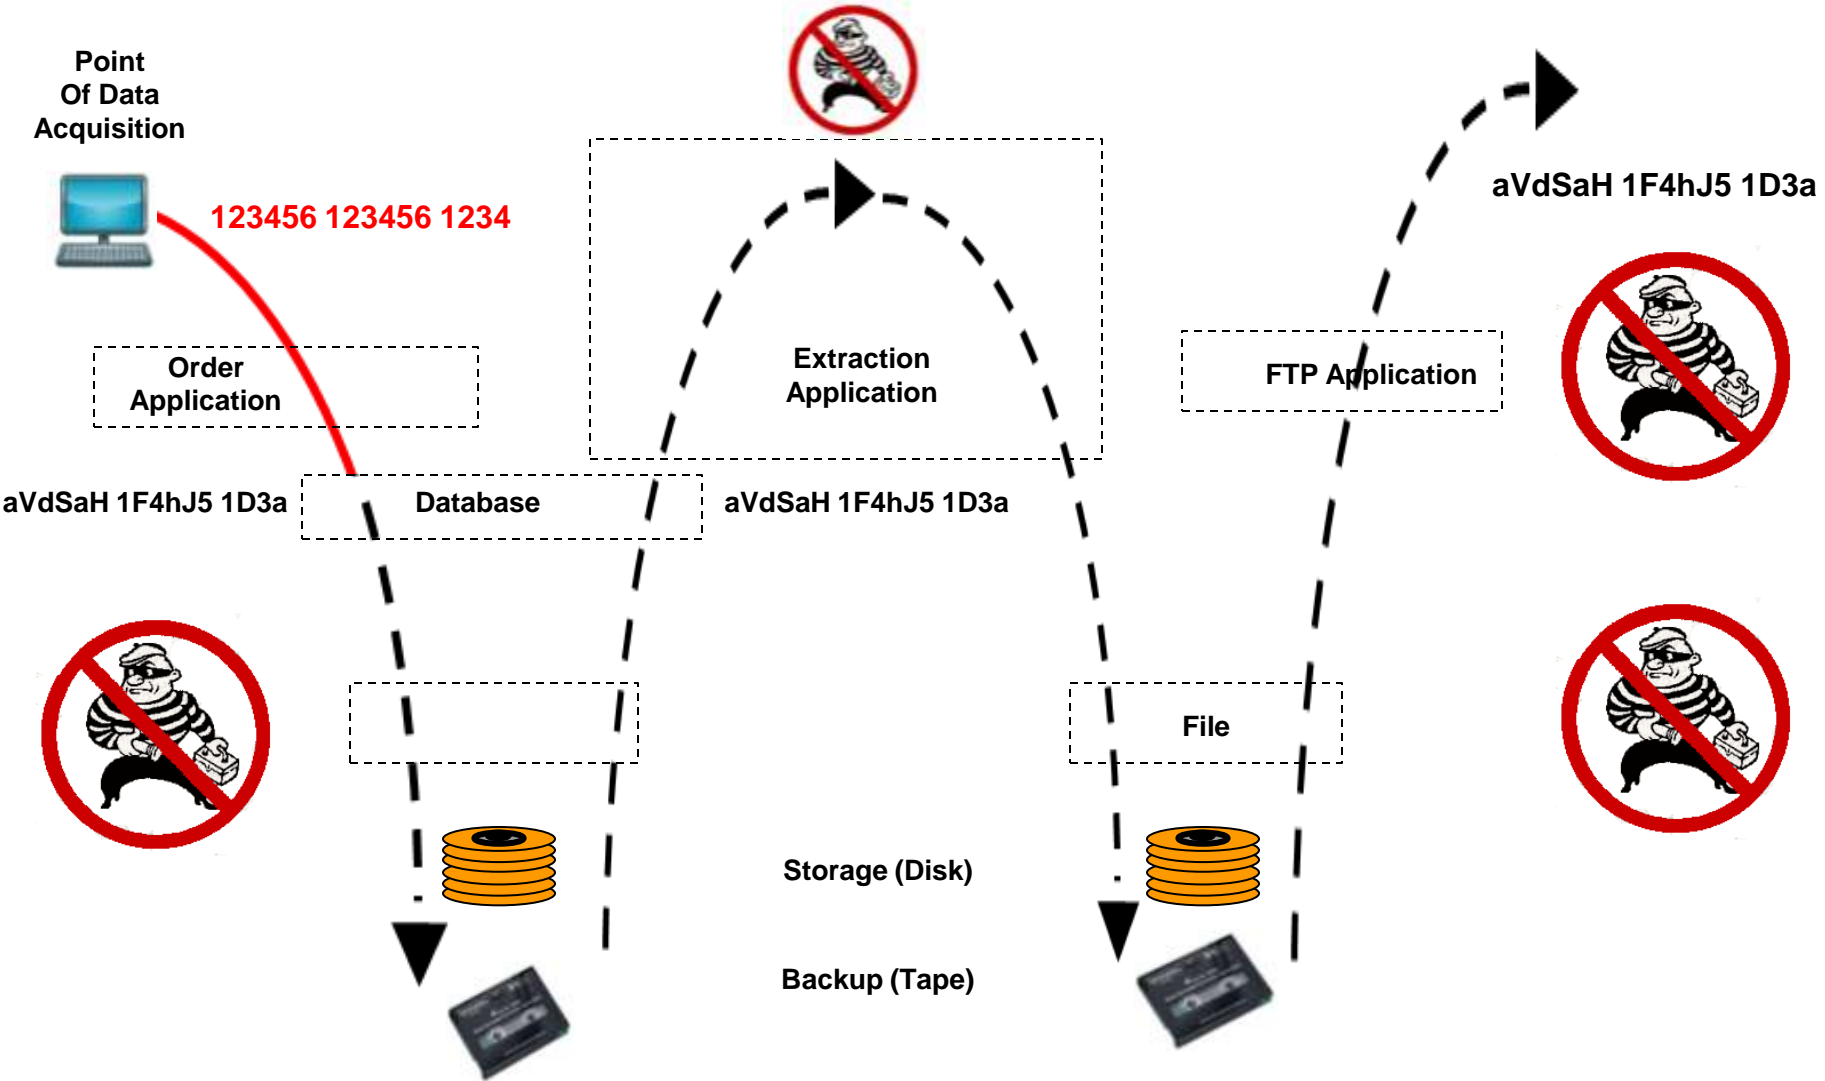 Point
Of Data
Acquisition
123456 123456 1234
aVdSaH 1F4hJ5 1D3a
Order
Application
Extraction
Application
FTP Application
aVdSaH 1F4hJ5 1D3a
Database
aVdSaH 1F4hJ5 1D3a
File
Storage (Disk)
Backup (Tape)